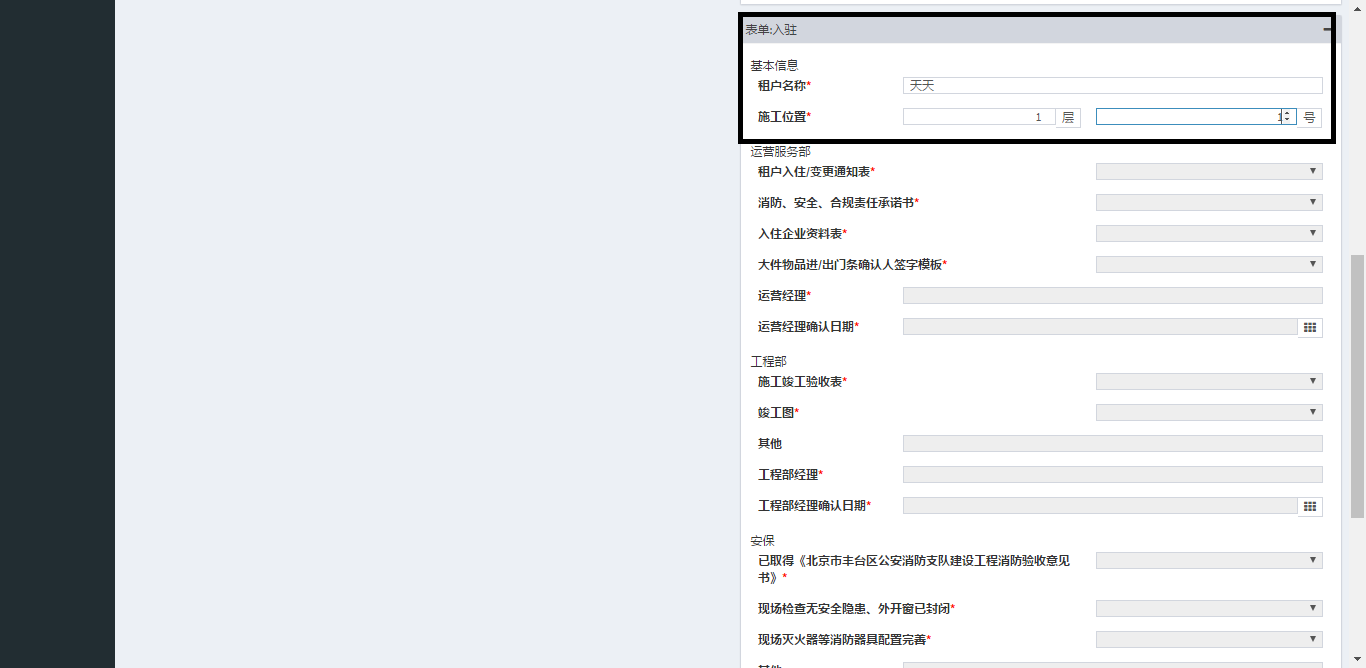 表单:入驻
基本信息
租户名称* 天天
施工位置* 1 层 1 号
运营服务部
租户入住/变更通知表*
消防、安全、合规责任承诺书*
入住企业资料表*
大件物品进/出门条确认人签字模板*
运营经理*
运营经理确认日期*
工程部
施工竣工验收表*
竣工图*
其他
工程部经理*
工程部经理确认日期*
安保
已取得《北京市丰台区公安消防支队建设工程消防验收意见
书》*
现场检查无安全隐患、外开窗已封闭*
现场灭火器等消防器具配置完善*
其他